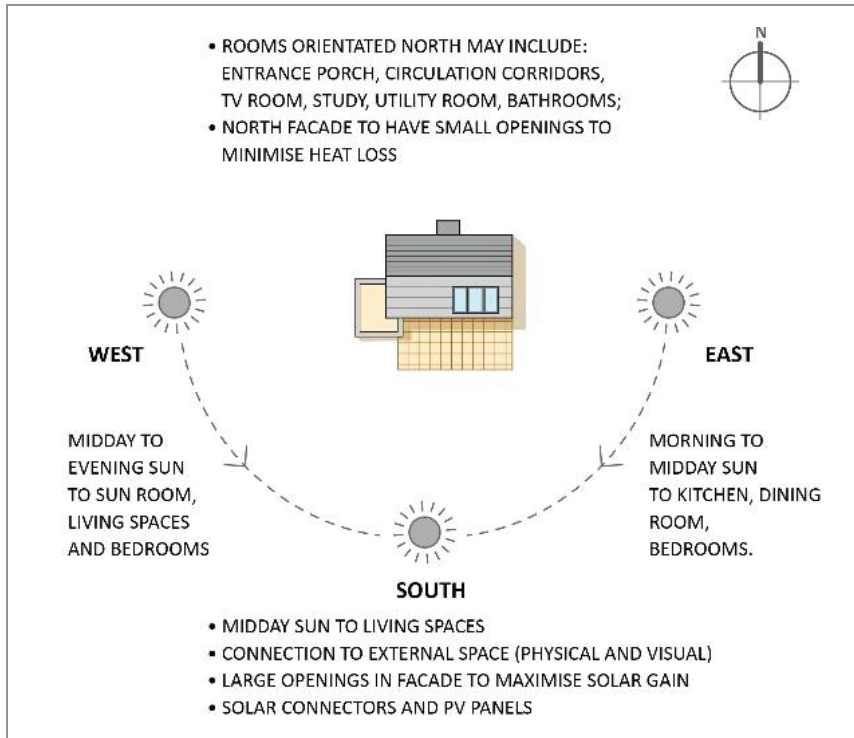 • ROOMS ORIENTATED NORTH MAY INCLUDE:
ENTRANCE PORCH, CIRCULATION CORRIDORS,
TV ROOM, STUDY, UTILITY ROOM, BATHROOMS;
• NORTH FACADE TO HAVE SMALL OPENINGS TO
MINIMISE HEAT LOSS
N
WEST
EAST
MIDDAY TO
EVENING SUN
TO SUN ROOM,
LIVING SPACES
AND BEDROOMS
MORNING TO
MIDDAY SUN
TO KITCHEN, DINING
ROOM,
BEDROOMS.
SOUTH
• MIDDAY SUN TO LIVING SPACES
• CONNECTION TO EXTERNAL SPACE (PHYSICAL AND VISUAL)
• LARGE OPENINGS IN FACADE TO MAXIMISE SOLAR GAIN
• SOLAR CONNECTORS AND PV PANELS